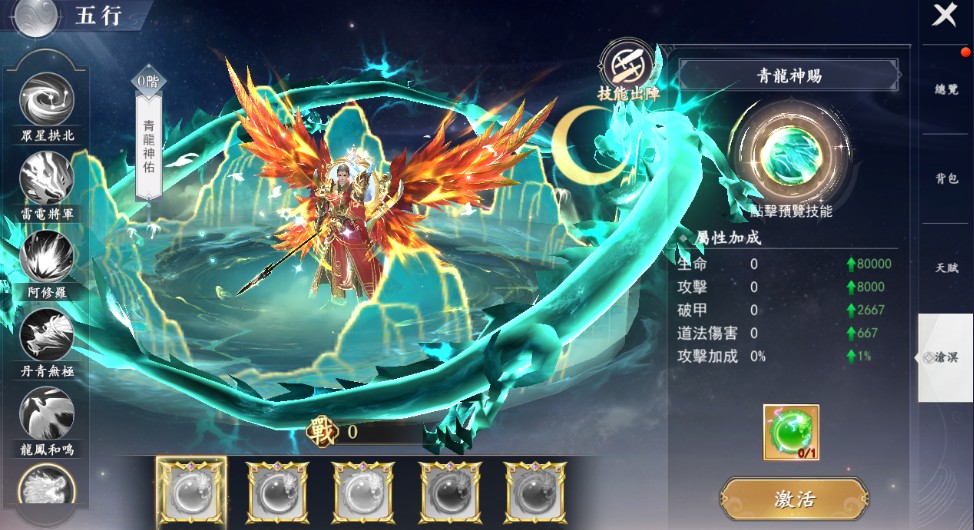 五行
眾星拱北
雷電將軍
阿修羅
丹青無極
龍鳳和鳴
0階
青龍神佑
技能出陣
戰 0
青龍神賜
點擊預覽技能
屬性加成
生命 0 80000
攻擊 0 8000
破甲 0 2667
道法傷害 0 667
攻擊加成 0% 1%
0/1
激活
總覽
背包
天賦
滄溟